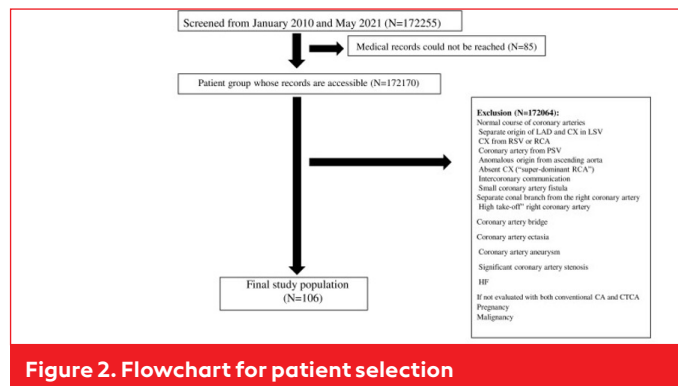 Screened from January 2010 and May 2021 (N=172255)
Medical records could not be reached (N=85)
Patient group whose records are accessible (N=172170)
Exclusion (N=172064):
Normal course of coronary arteries
Separate origin of LAD and CX in LSV
CX from RSV or RCA
Coronary artery from PSV
Anomalous origin from ascending aorta
Absent CX ("super-dominant RCA")
Intercoronary communication
Small coronary artery fistula
Separate conal branch from the right coronary artery
High take-off" right coronary artery
Coronary artery bridge
Coronary artery ectasia
Coronary artery aneurysm
Significant coronary artery stenosis
HF
If not evaluated with both conventional CA and CTCA
Pregnancy
Malignancy
Final study population
(N=106)
Figure 2. Flowchart for patient selection